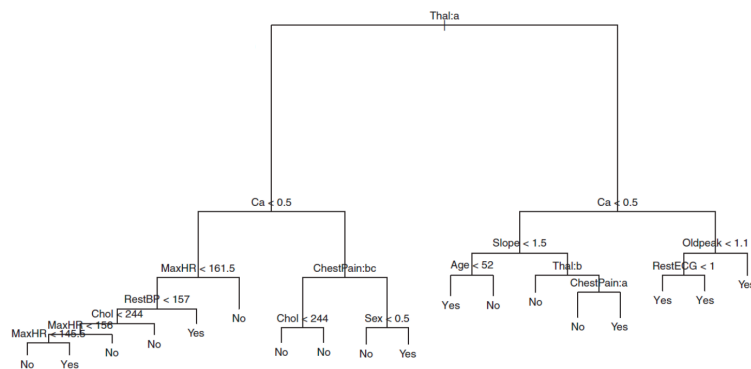 Thal:a
Ca < 0.5
Ca < 0.5
Slope < 1.5
Oldpeak < 1.1
MaxHR < 161.5
ChestPain:bc
Age < 52
Thal:b
RestECG < 1
ChestPain:a
Yes
No
No
Yes
Yes
Yes
No
Yes
RestBP < 157
Chol < 244
MaxHR < 156
MaxHR < 145.5
No
Yes
Chol < 244
Sex < 0.5
No
No
No
No
No
Yes
No
Yes